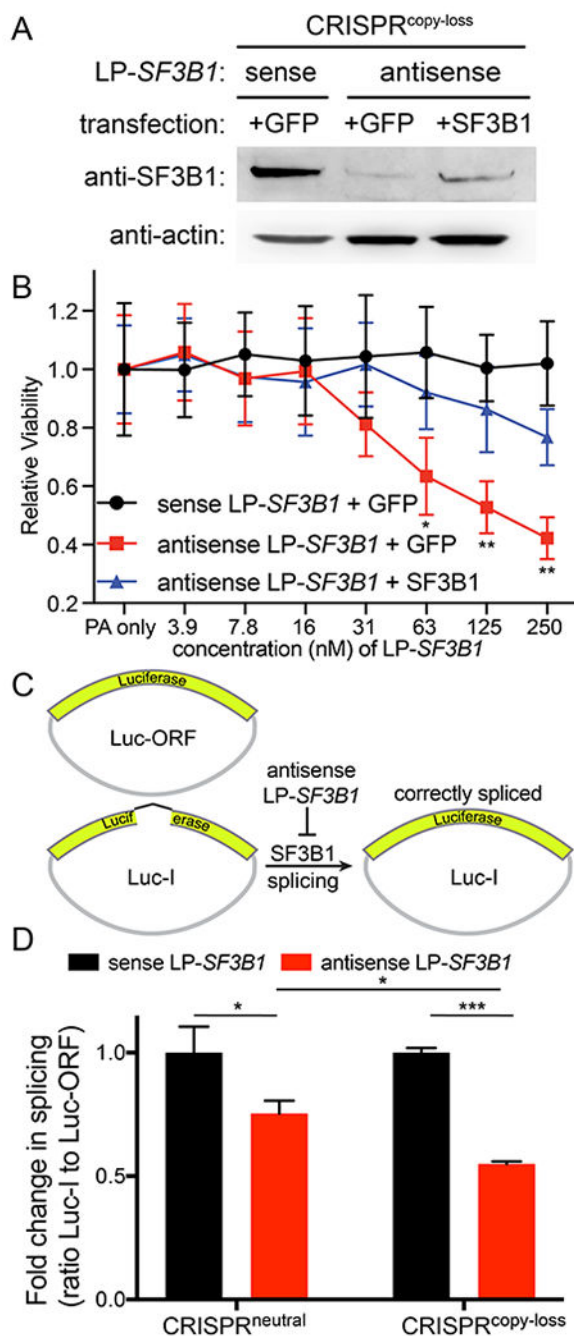 A
CRISPRcopy-loss
LP-SF3B1: sense antisense
transfection: +GFP +GFP +SF3B1
anti-SF3B1:
anti-actin:
B
1.2
1.0
0.8
0.6
0.4
0.2
Relative Viability
sense LP-SF3B1 + GFP
antisense LP-SF3B1 + GFP
antisense LP-SF3B1 + SF3B1
* ** **
PA only 3.9 7.8 16 31 63 125 250
concentration (nM) of LP-SF3B1
C
Luciferase
Luc-ORF
antisense
LP-SF3B1
correctly spliced
Lucif erase
Luciferase
SF3B1
splicing
Luc-I
Luc-I
D
sense LP-SF3B1 antisense LP-SF3B1
*
* ***
Fold change in splicing
(ratio Luc-I to Luc-ORF)
1.0
0.5
0.0
CRISPRneutral CRISPRcopy-loss